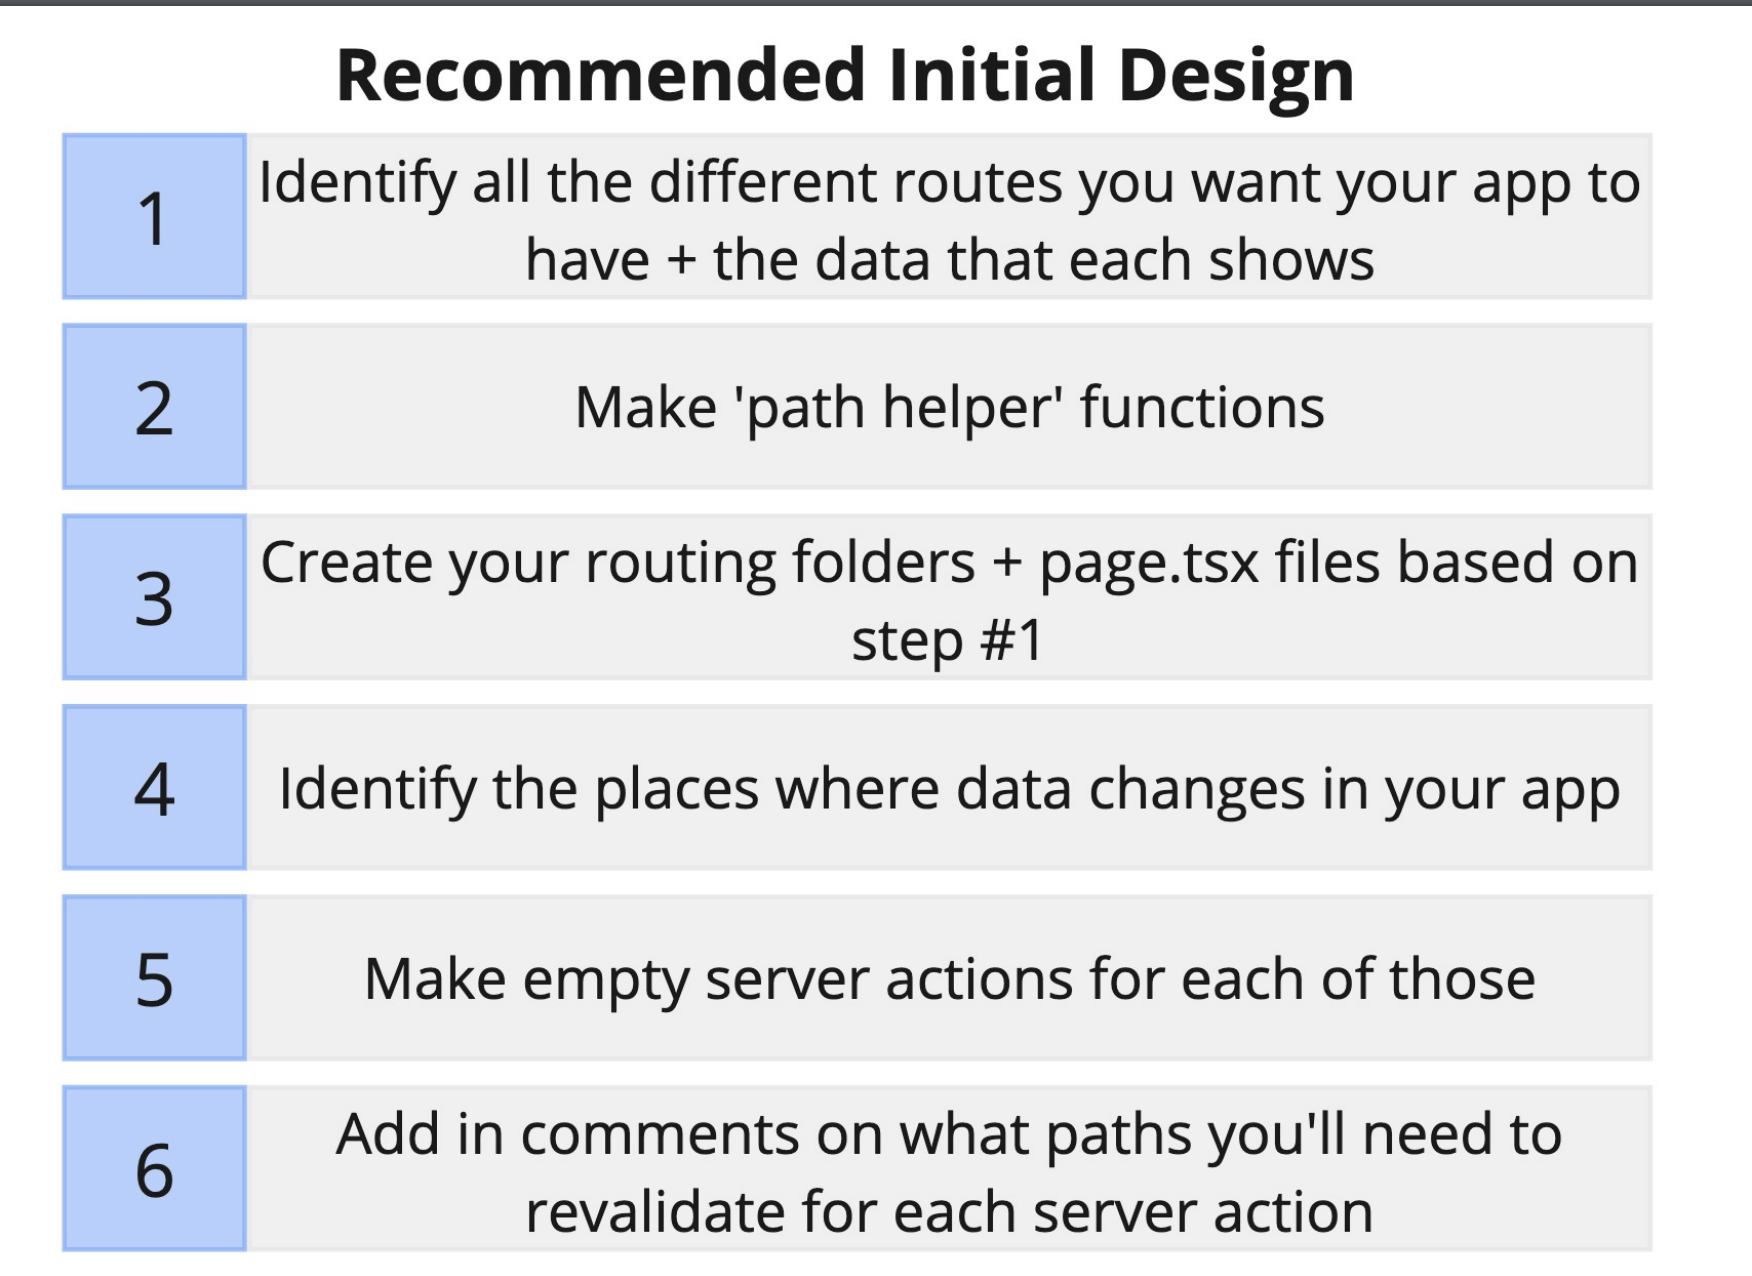 Recommended Initial Design
1
Identify all the different routes you want your app to
have + the data that each shows
2
Make 'path helper' functions
3
Create your routing folders + page.tsx files based on
step #1
4
Identify the places where data changes in your app
5
Make empty server actions for each of those
6
Add in comments on what paths you'll need to
revalidate for each server action